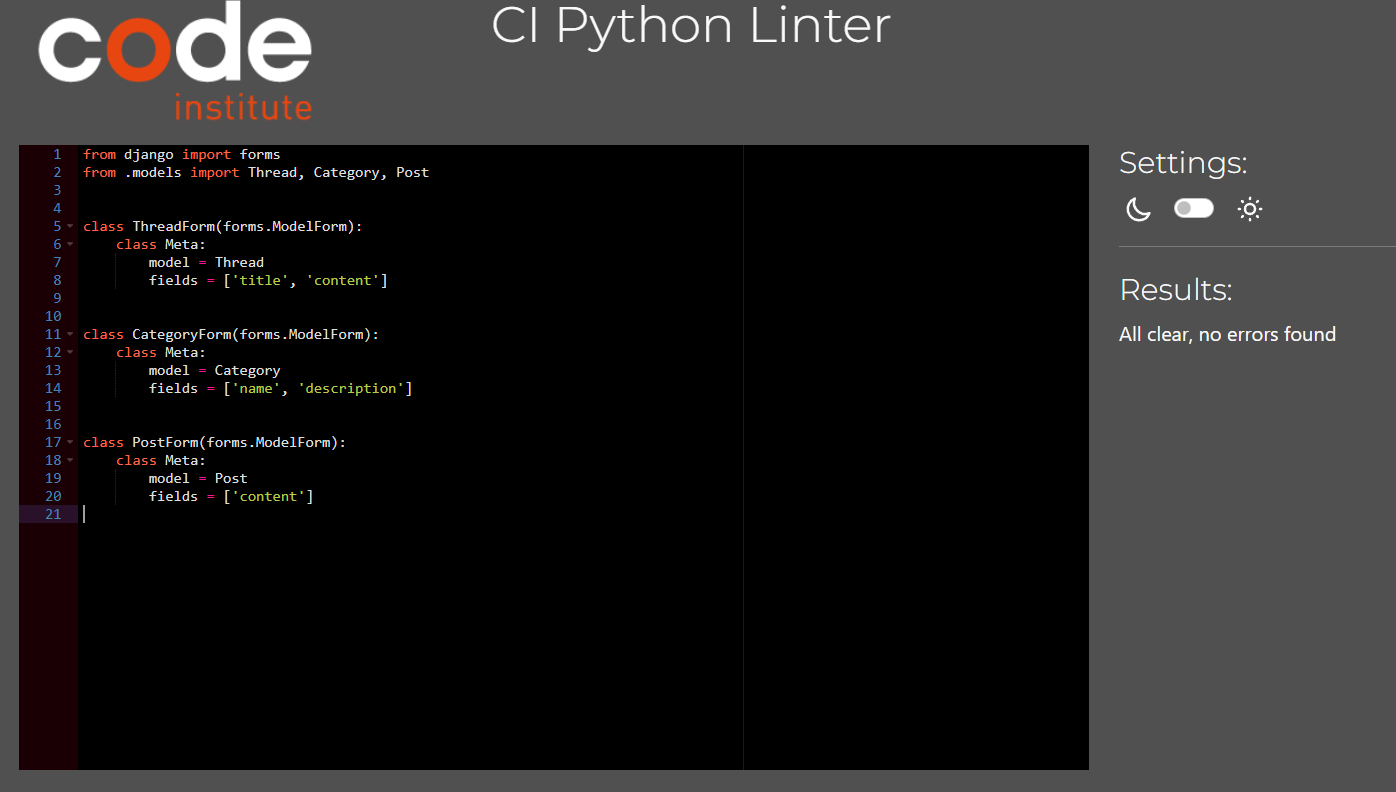 code
institute
CI Python Linter
1 from django import forms
2 from .models import Thread, Category, Post
3
4
5 class ThreadForm(forms.ModelForm):
6     class Meta:
7         model = Thread
8         fields = ['title', 'content']
9
10
11 class CategoryForm(forms.ModelForm):
12     class Meta:
13         model = Category
14         fields = ['name', 'description']
15
16
17 class PostForm(forms.ModelForm):
18     class Meta:
19         model = Post
20         fields = ['content']
21
Settings:
Results:
All clear, no errors found